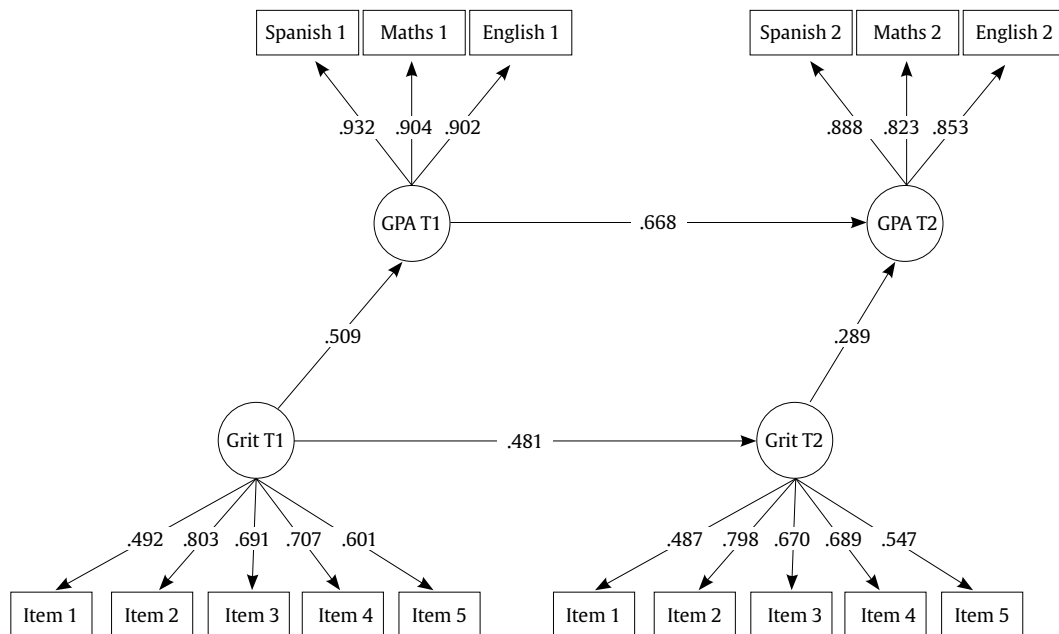 Spanish 1 Maths 1 English 1 Spanish 2 Maths 2 English 2
.932 .904 .902 .888 .823 .853
GPA T1 .668 GPA T2
.509 .289
Grit T1 .481 Grit T2
.492 .803 .691 .707 .601 .487 .798 .670 .689 .547
Item 1 Item 2 Item 3 Item 4 Item 5 Item 1 Item 2 Item 3 Item 4 Item 5